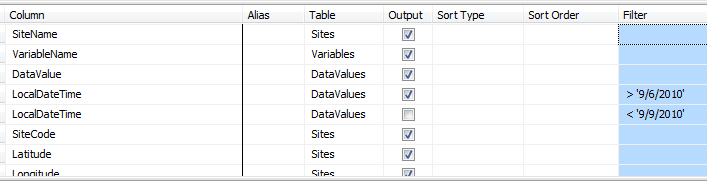 Column Alias Table Output Sort Type Sort Order Filter
SiteName Sites
VariableName Variables
DataValue DataValues
LocalDateTime DataValues > '9/6/2010'
LocalDateTime DataValues < '9/9/2010'
SiteCode Sites
Latitude Sites
Longitude Sites